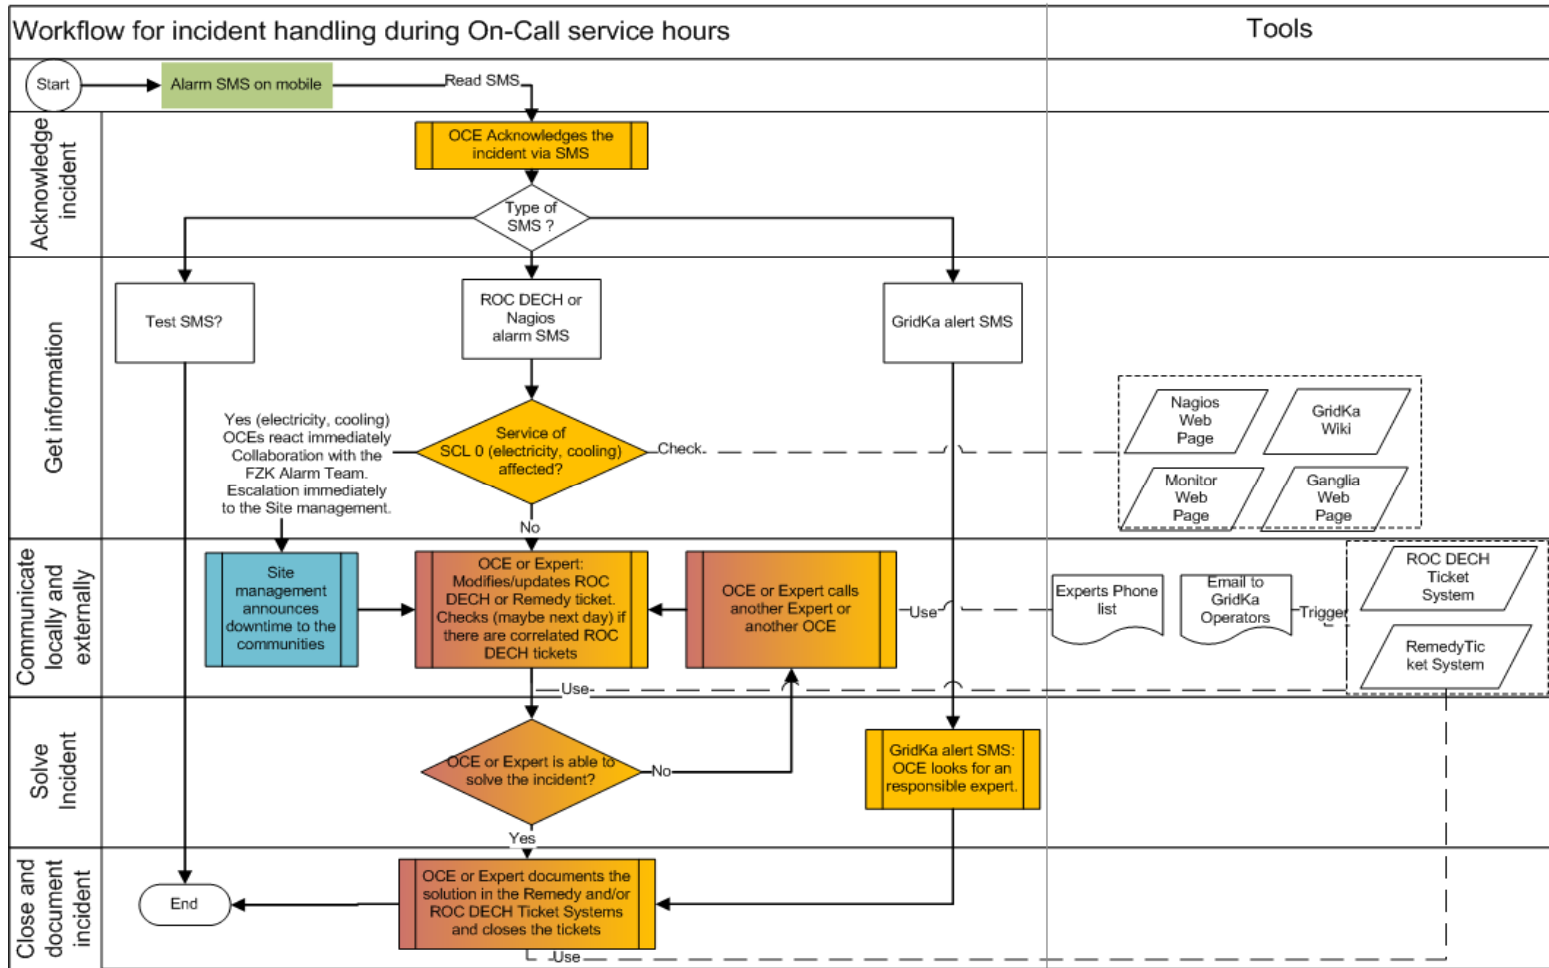 Workflow for incident handling during On-Call service hours
Tools
Start
Alarm SMS on mobile
Read SMS
Acknowledge
incident
OCE Acknowledges the
incident via SMS
Type of
SMS ?
Get information
Test SMS?
ROC DECH or
Nagios
alarm SMS
GridKa alert SMS
Yes (electricity, cooling)
OCEs react immediately
Collaboration with the
FZK Alarm Team.
Escalation immediately
to the Site management.
Service of
SCL 0 (electricity, cooling)
affected?
Check
No
Nagios
Web
Page
GridKa
Wiki
Monitor
Web
Page
Ganglia
Web
Page
Communicate
locally and
externally
Site
management
announces
downtime to the
communities
OCE or Expert:
Modifies/updates ROC
DECH or Remedy ticket.
Checks (maybe next day) if
there are correlated ROC
DECH tickets
OCE or Expert calls
another Expert or
another OCE
Use
Experts Phone
list
Email to
GridKa
Operators
Trigger
ROC DECH
Ticket
System
RemedyTic
ket System
Use
Solve
Incident
OCE or Expert is able to
solve the incident?
No
GridKa alert SMS:
OCE looks for an
responsible expert.
Yes
Close and
document
incident
End
OCE or Expert documents the
solution in the Remedy and/or
ROC DECH Ticket Systems
and closes the tickets
Use